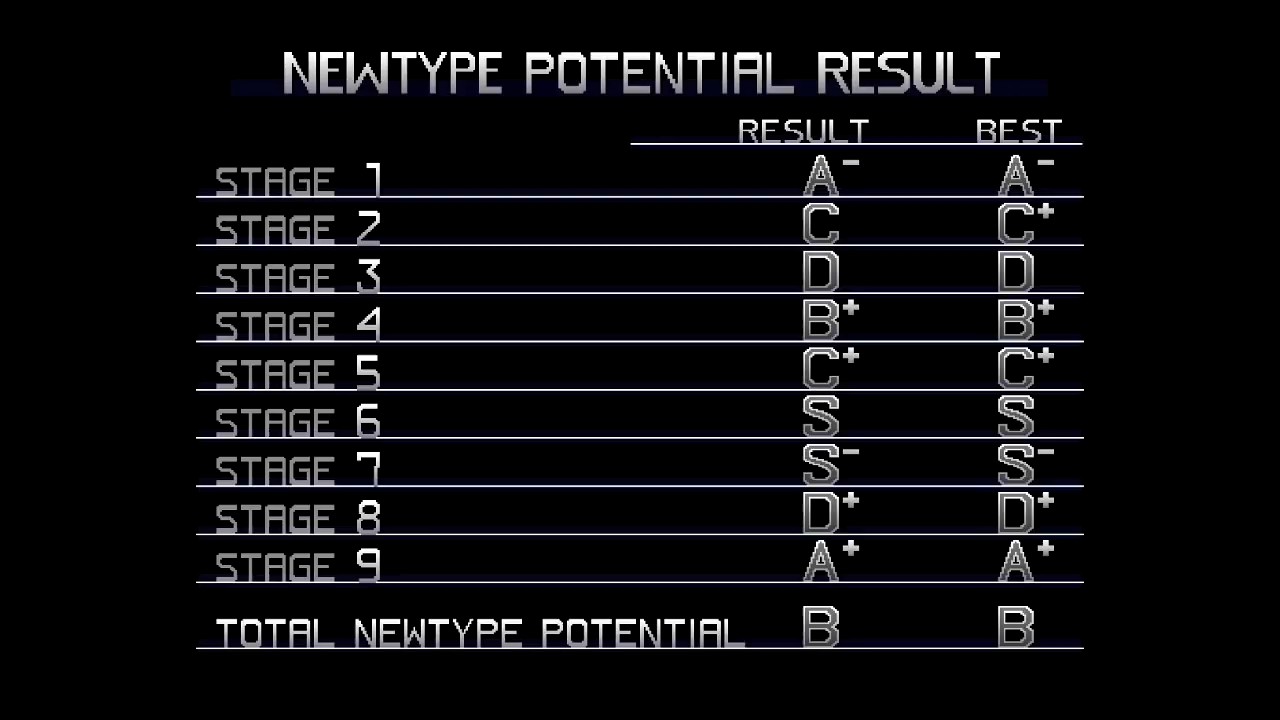 NEWTYPE POTENTIAL RESULT
RESULT BEST
STAGE 1 A- A-
STAGE 2 C C+
STAGE 3 D D
STAGE 4 B+ B+
STAGE 5 C+ C+
STAGE 6 S S
STAGE 7 S- S-
STAGE 8 D+ D+
STAGE 9 A+ A+
TOTAL NEWTYPE POTENTIAL B B